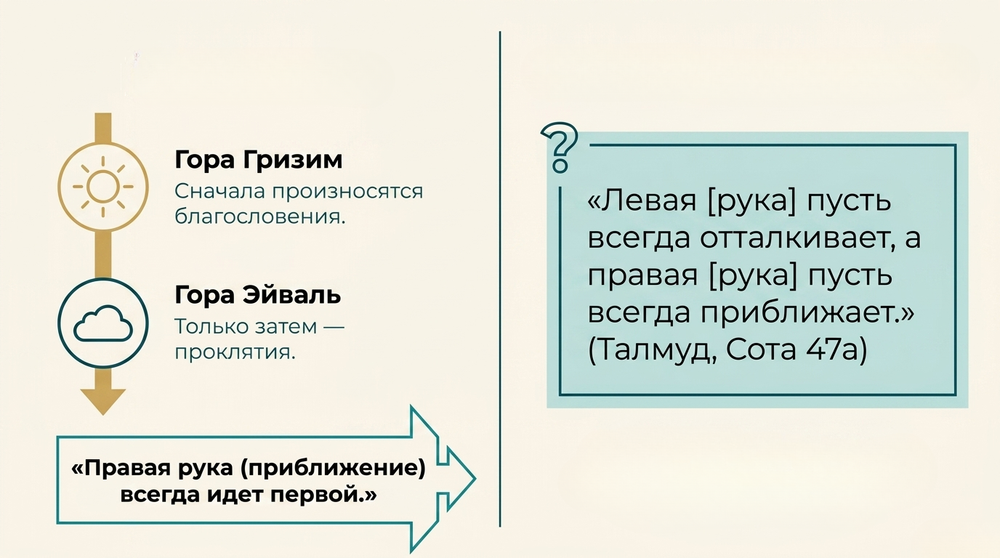 Гора Гризим
Сначала произносятся
благословения.
Гора Эйваль
Только затем —
проклятия.
«Правая рука (приближение)
всегда идет первой.»
?
«Левая [рука] пусть
всегда отталкивает, а
правая [рука] пусть
всегда приближает.»
(Талмуд, Сота 47а)